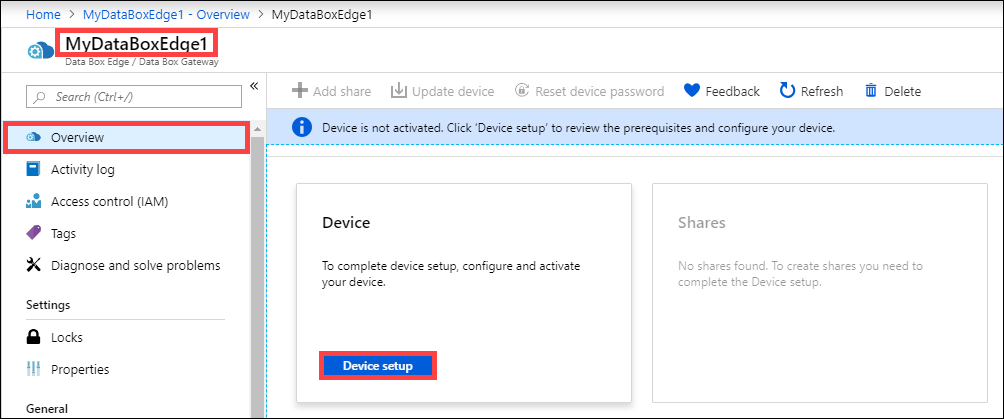 Home > MyDataBoxEdge1 - Overview > MyDataBoxEdge1
MyDataBoxEdge1
Data Box Edge / Data Box Gateway
Search (Ctrl+/)
Overview
Activity log
Access control (IAM)
Tags
Diagnose and solve problems
Settings
Locks
Properties
General
Add share Update device Reset device password Feedback Refresh Delete
Device is not activated. Click 'Device setup' to review the prerequisites and configure your device.
Device
To complete device setup, configure and activate
your device.
Device setup
Shares
No shares found. To create shares you need to
complete the Device setup.